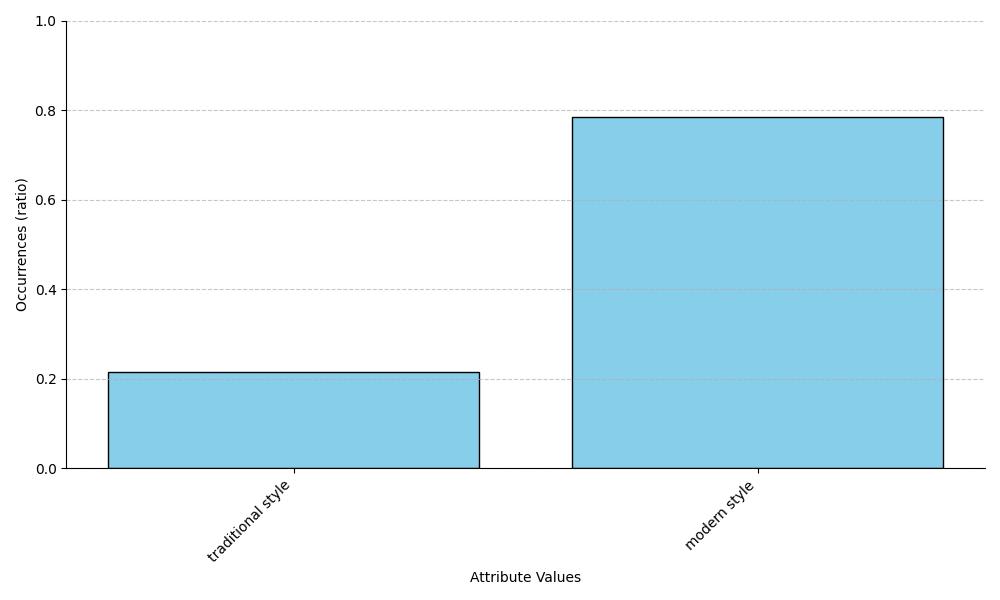 1.0
0.8
0.6
0.4
0.2
0.0
Occurrences (ratio)
traditional style
modern style
Attribute Values